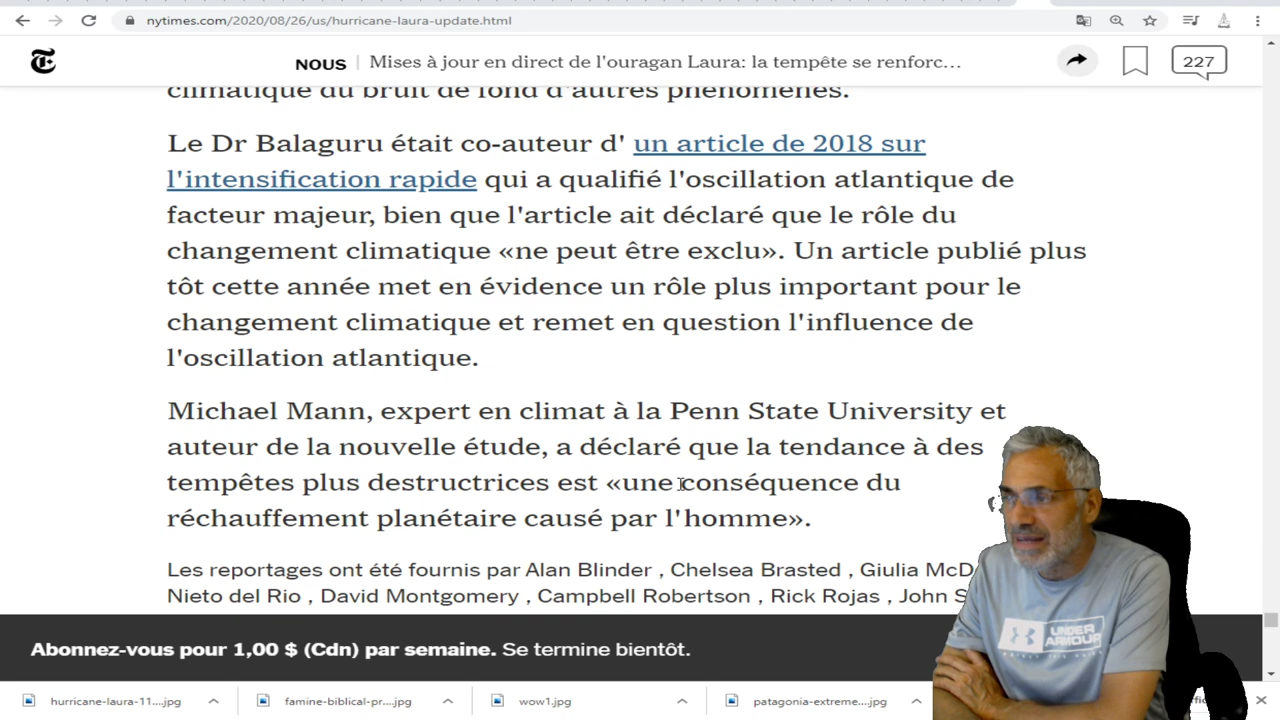 nytimes.com/2020/08/26/us/hurricane-laura-update.html
NOUS | Mises à jour en direct de l'ouragan Laura: la tempête se renforc…
227
climatique du bruit de fond d'autres phénomènes.
Le Dr Balaguru était co-auteur d' un article de 2018 sur
l'intensification rapide qui a qualifié l'oscillation atlantique de
facteur majeur, bien que l'article ait déclaré que le rôle du
changement climatique «ne peut être exclu». Un article publié plus
tôt cette année met en évidence un rôle plus important pour le
changement climatique et remet en question l'influence de
l'oscillation atlantique.
Michael Mann, expert en climat à la Penn State University et
auteur de la nouvelle étude, a déclaré que la tendance à des
tempêtes plus destructrices est «une conséquence du
réchauffement planétaire causé par l'homme».
Les reportages ont été fournis par Alan Blinder , Chelsea Brasted , Giulia McD
Nieto del Rio , David Montgomery , Campbell Robertson , Rick Rojas , John S
Abonnez-vous pour 1,00 $ (Cdn) par semaine. Se termine bientôt.
UNDER
ARMOUR
hurricane-laura-11....jpg
famine-biblical-pr....jpg
wow1.jpg
patagonia-extreme....jpg